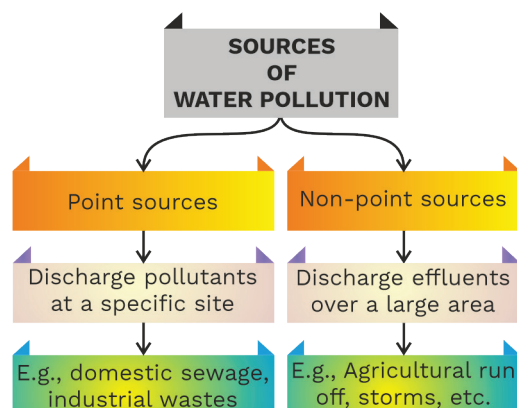 SOURCES
OF
WATER POLLUTION
Point sources
Non-point sources
Discharge pollutants
at a specific site
Discharge effluents
over a large area
E.g., domestic sewage,
industrial wastes
E.g., Agricultural run
off, storms, etc.